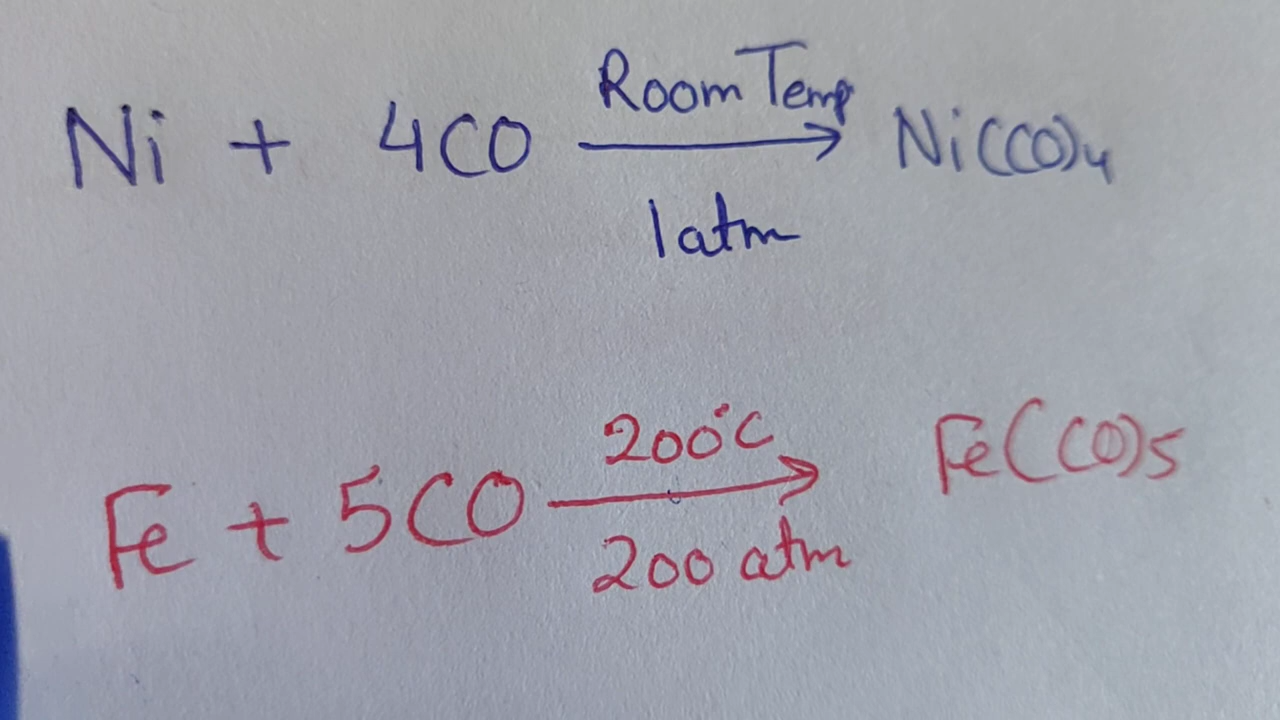 Room Temp
Ni + 4CO → Ni(CO)4
1atm
200°C
Fe + 5CO → Fe(CO)5
200 atm